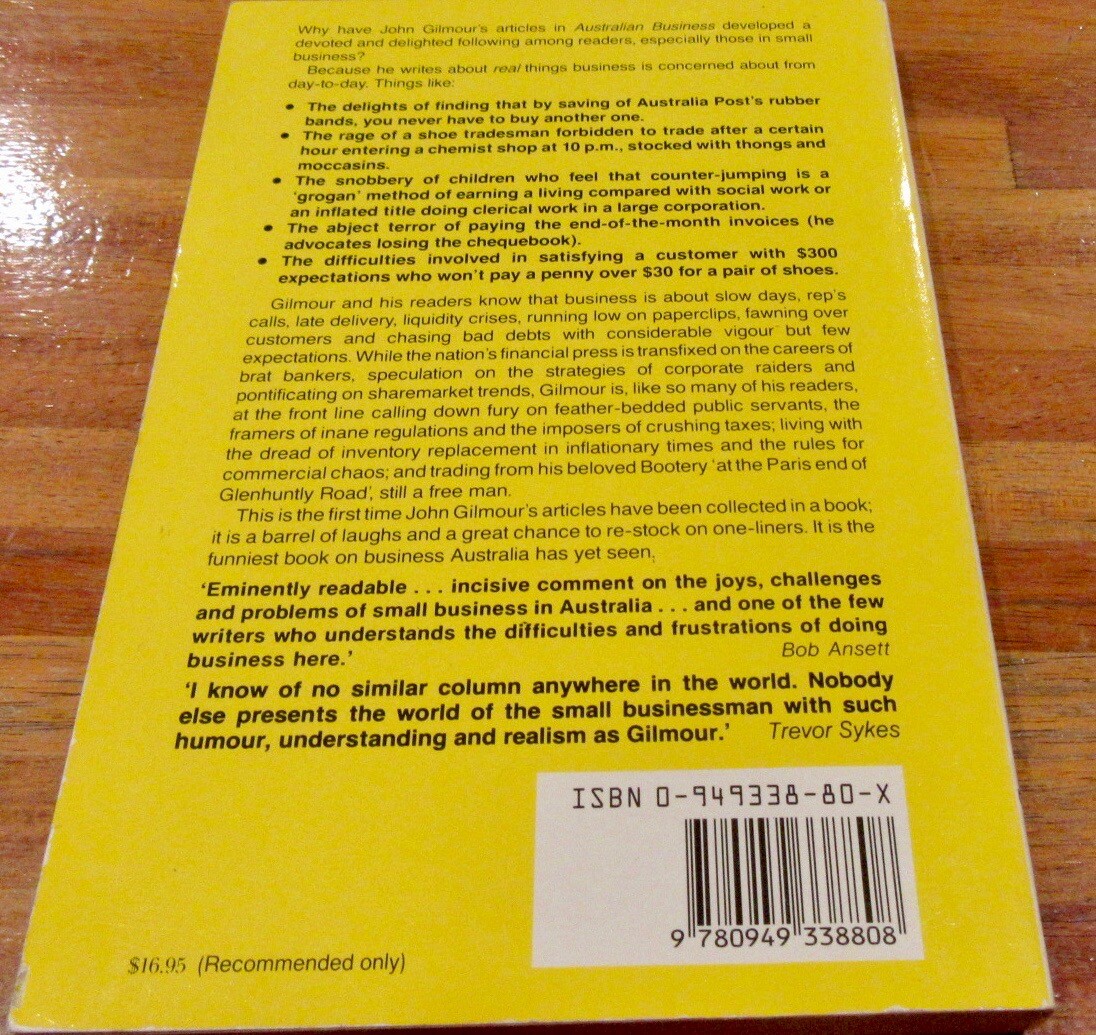 Why have John Gilmour's articles in Australian Business developed a
devoted and delighted following among readers, especially those in small
business?
Because he writes about real things business is concerned about from
day-to-day. Things like:
• The delights of finding that by saving of Australia Post's rubber
bands, you never have to buy another one.
• The rage of a shoe tradesman forbidden to trade after a certain
hour entering a chemist shop at 10 p.m., stocked with thongs and
moccasins.
• The snobbery of children who feel that counter-jumping is a
'grogan' method of earning a living compared with social work or
an inflated title doing clerical work in a large corporation.
• The abject terror of paying the end-of-the-month invoices (he
advocates losing the chequebook).
• The difficulties involved in satisfying a customer with $300
expectations who won't pay a penny over $30 for a pair of shoes.
Gilmour and his readers know that business is about slow days, rep's
calls, late delivery, liquidity crises, running low on paperclips, fawning over
customers and chasing bad debts with considerable vigour but few
expectations. While the nation's financial press is transfixed on the careers of
brat bankers, speculation on the strategies of corporate raiders and
pontificating on sharemarket trends, Gilmour is, like so many of his readers,
at the front line calling down fury on feather-bedded public servants, the
framers of inane regulations and the imposers of crushing taxes; living with
the dread of inventory replacement in inflationary times and the rules for
commercial chaos; and trading from his beloved Bootery 'at the Paris end of
Glenhuntly Road', still a free man.
This is the first time John Gilmour's articles have been collected in a book;
it is a barrel of laughs and a great chance to re-stock on one-liners. It is the
funniest book on business Australia has yet seen.
'Eminently readable . . . incisive comment on the joys, challenges
and problems of small business in Australia . . . and one of the few
writers who understands the difficulties and frustrations of doing
business here.' Bob Ansett
'I know of no similar column anywhere in the world. Nobody
else presents the world of the small businessman with such
humour, understanding and realism as Gilmour.' Trevor Sykes
ISBN 0-949338-80-X
9 780949 338808
$16.95 (Recommended only)